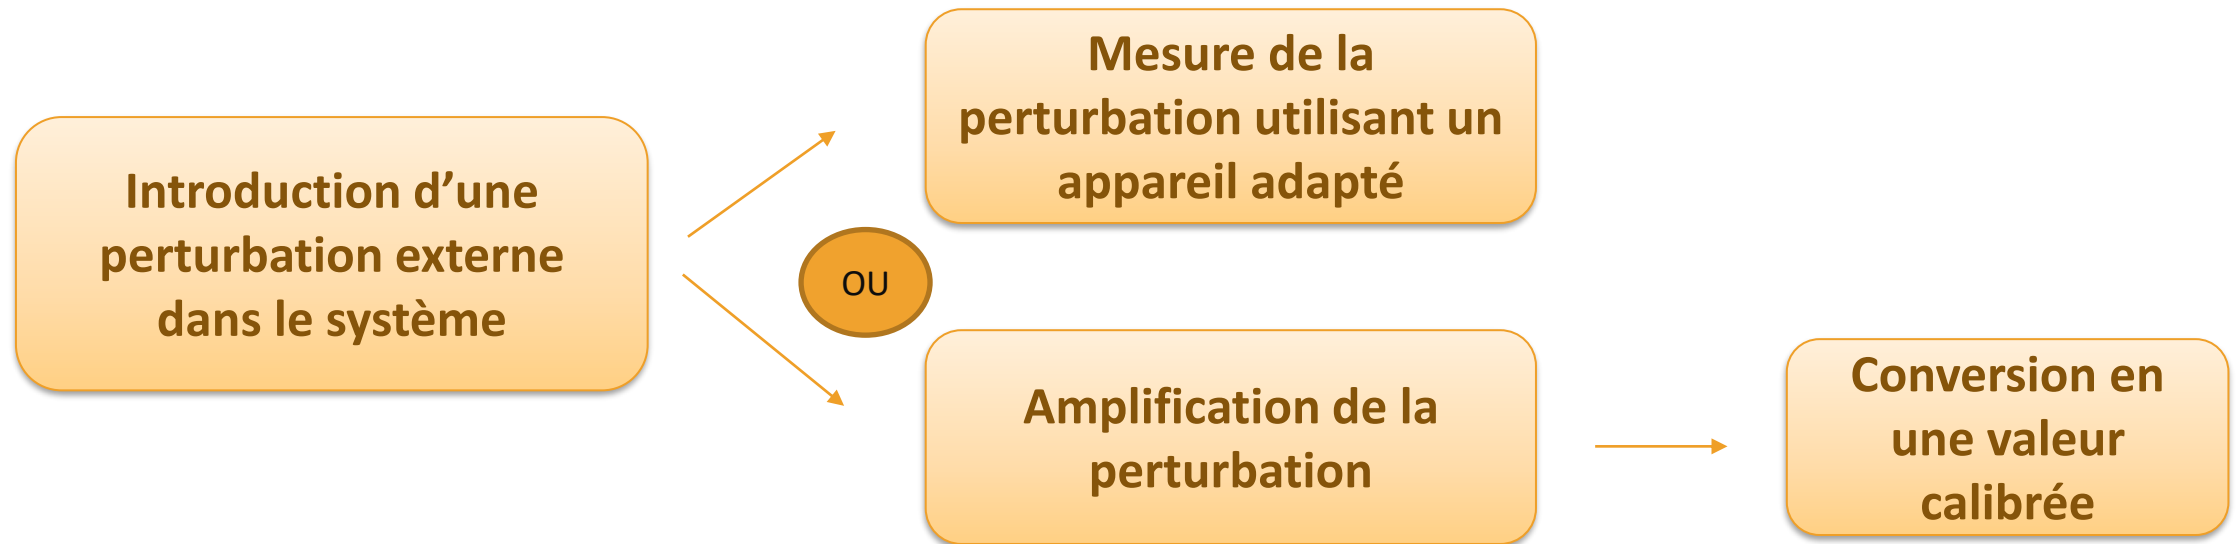 Introduction d’une
perturbation externe
dans le système
Mesure de la
perturbation utilisant un
appareil adapté
OU
Amplification de la
perturbation
Conversion en
une valeur
calibrée